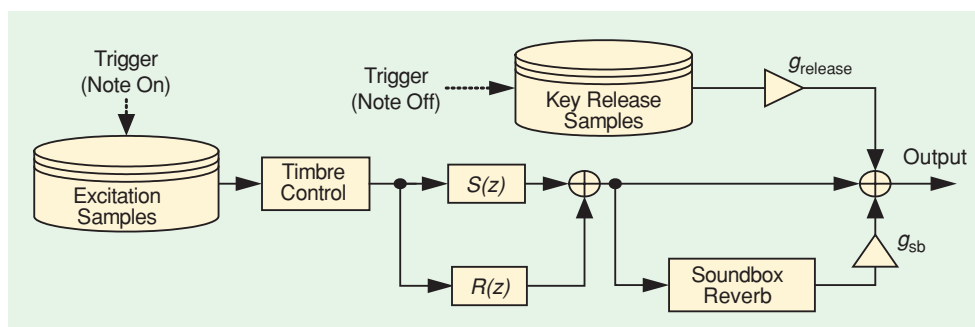 Trigger
(Note On)
Trigger
(Note Off)
Key Release
Samples
g_release
Output
Excitation
Samples
Timbre
Control
S(z)
R(z)
Soundbox
Reverb
g_sb